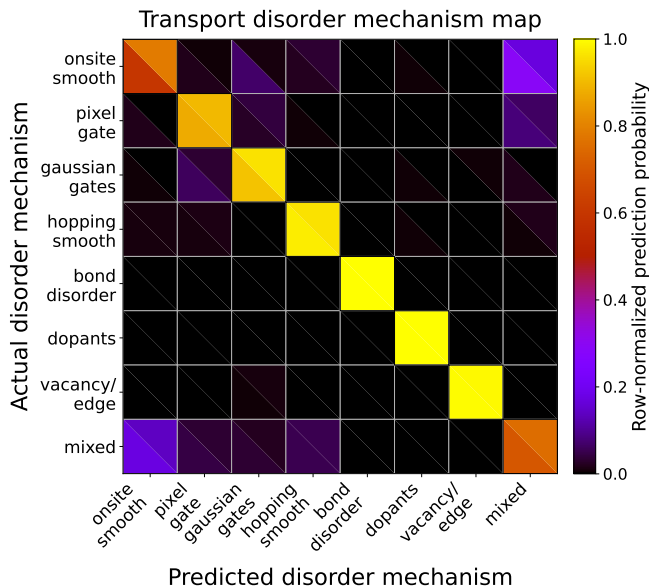 Transport disorder mechanism map
onsite
smooth
pixel
gate
gaussian
gates
hopping
smooth
bond
disorder
dopants
vacancy/
edge
mixed
Actual disorder mechanism
onsite
smooth
pixel
gate
gaussian
gates
hopping
smooth
bond
disorder
dopants
vacancy/
edge
mixed
Predicted disorder mechanism
1.0
0.8
0.6
0.4
0.2
0.0
Row-normalized prediction probability